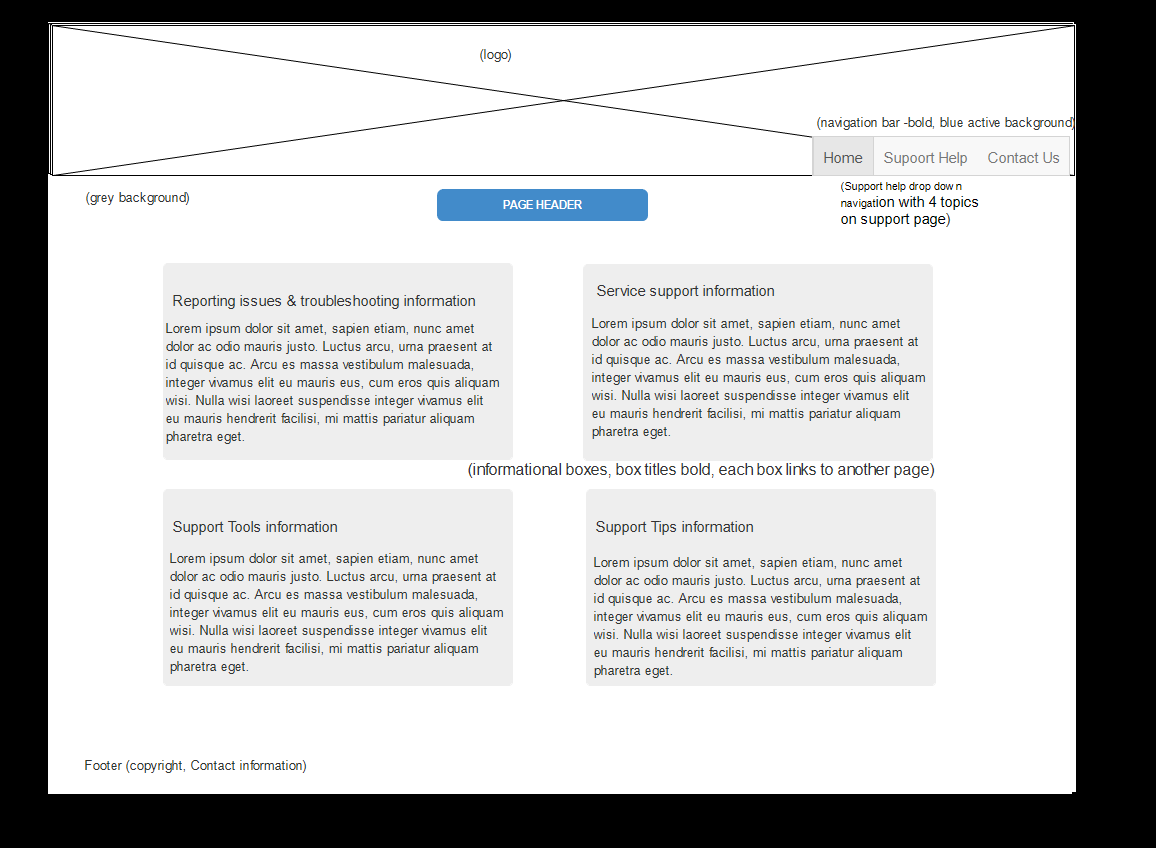 (logo)
(navigation bar -bold, blue active background)
Home Supoort Help Contact Us
(grey background)
PAGE HEADER
(Support help drop down
navigation with 4 topics
on support page)
Reporting issues & troubleshooting information
Lorem ipsum dolor sit amet, sapien etiam, nunc amet
dolor ac odio mauris justo. Luctus arcu, urna praesent at
id quisque ac. Arcu es massa vestibulum malesuada,
integer vivamus elit eu mauris eus, cum eros quis aliquam
wisi. Nulla wisi laoreet suspendisse integer vivamus elit
eu mauris hendrerit facilisi, mi mattis pariatur aliquam
pharetra eget.
Service support information
Lorem ipsum dolor sit amet, sapien etiam, nunc amet
dolor ac odio mauris justo. Luctus arcu, urna praesent at
id quisque ac. Arcu es massa vestibulum malesuada,
integer vivamus elit eu mauris eus, cum eros quis aliquam
wisi. Nulla wisi laoreet suspendisse integer vivamus elit
eu mauris hendrerit facilisi, mi mattis pariatur aliquam
pharetra eget.
(informational boxes, box titles bold, each box links to another page)
Support Tools information
Lorem ipsum dolor sit amet, sapien etiam, nunc amet
dolor ac odio mauris justo. Luctus arcu, urna praesent at
id quisque ac. Arcu es massa vestibulum malesuada,
integer vivamus elit eu mauris eus, cum eros quis aliquam
wisi. Nulla wisi laoreet suspendisse integer vivamus elit
eu mauris hendrerit facilisi, mi mattis pariatur aliquam
pharetra eget.
Support Tips information
Lorem ipsum dolor sit amet, sapien etiam, nunc amet
dolor ac odio mauris justo. Luctus arcu, urna praesent at
id quisque ac. Arcu es massa vestibulum malesuada,
integer vivamus elit eu mauris eus, cum eros quis aliquam
wisi. Nulla wisi laoreet suspendisse integer vivamus elit
eu mauris hendrerit facilisi, mi mattis pariatur aliquam
pharetra eget.
Footer (copyright, Contact information)